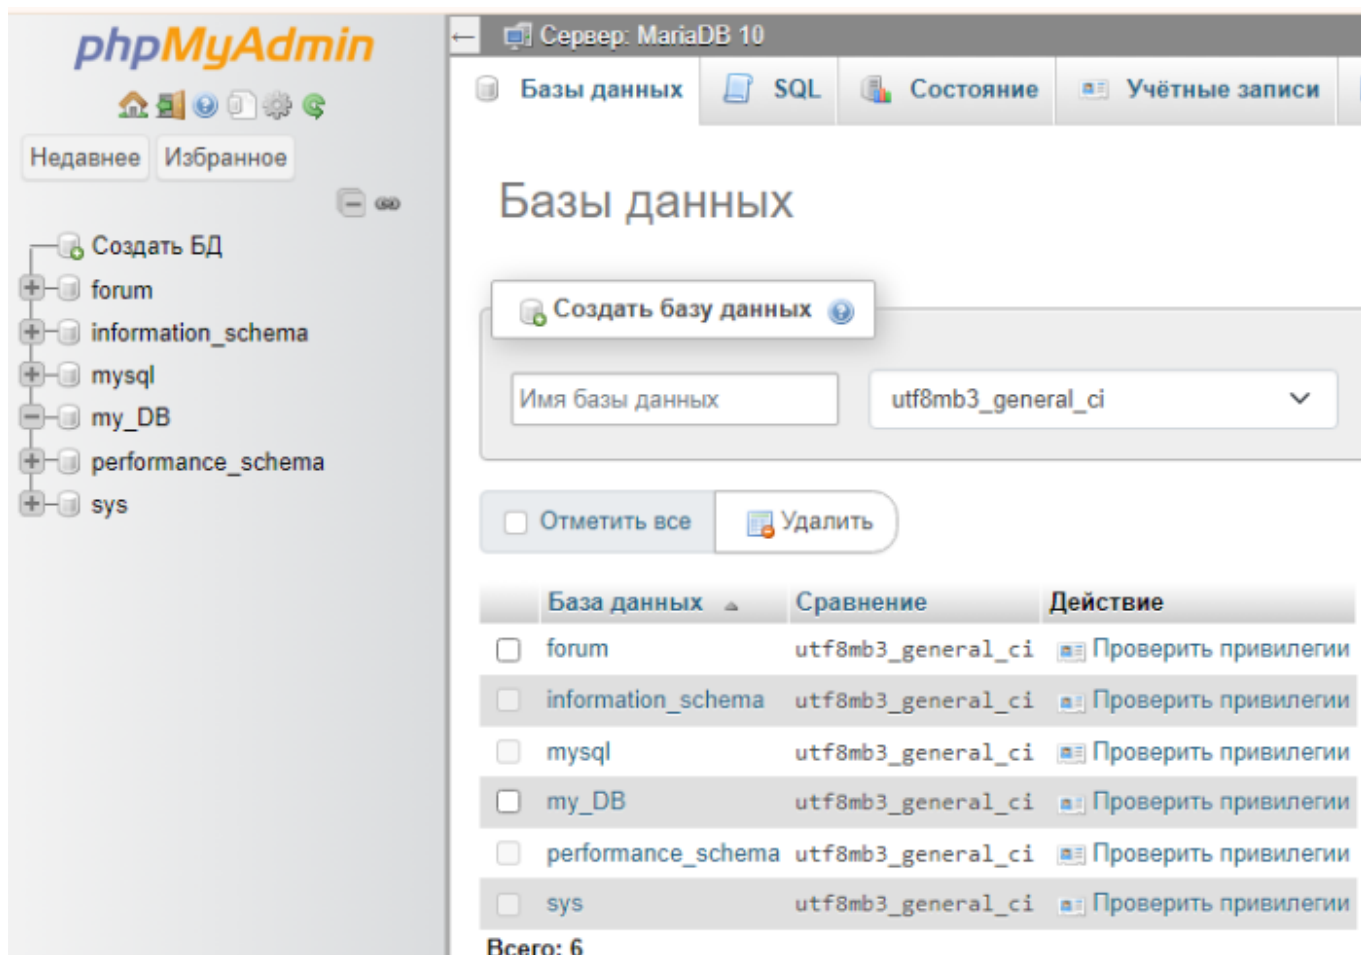 phpMyAdmin
Недавнее Избранное
Создать БД
forum
information_schema
mysql
my_DB
performance_schema
sys
Сервер: MariaDB 10
Базы данных SQL Состояние Учётные записи
Базы данных
Создать базу данных
Имя базы данных utf8mb3_general_ci
Отметить все Удалить
База данных Сравнение Действие
forum utf8mb3_general_ci Проверить привилегии
information_schema utf8mb3_general_ci Проверить привилегии
mysql utf8mb3_general_ci Проверить привилегии
my_DB utf8mb3_general_ci Проверить привилегии
performance_schema utf8mb3_general_ci Проверить привилегии
sys utf8mb3_general_ci Проверить привилегии
Всего: 6